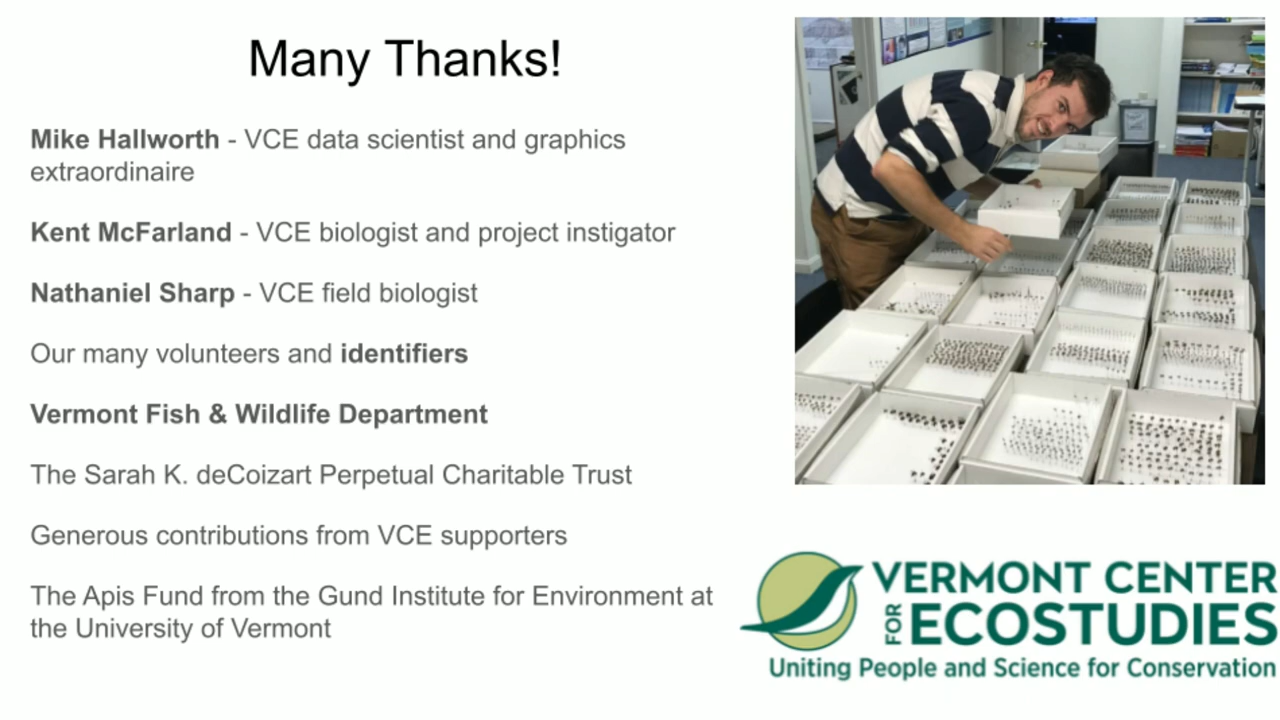 Many Thanks!
Mike Hallworth - VCE data scientist and graphics
extraordinaire
Kent McFarland - VCE biologist and project instigator
Nathaniel Sharp - VCE field biologist
Our many volunteers and identifiers
Vermont Fish & Wildlife Department
The Sarah K. deCoizart Perpetual Charitable Trust
Generous contributions from VCE supporters
The Apis Fund from the Gund Institute for Environment at
the University of Vermont
VERMONT CENTER
FOR ECOSTUDIES
Uniting People and Science for Conservation